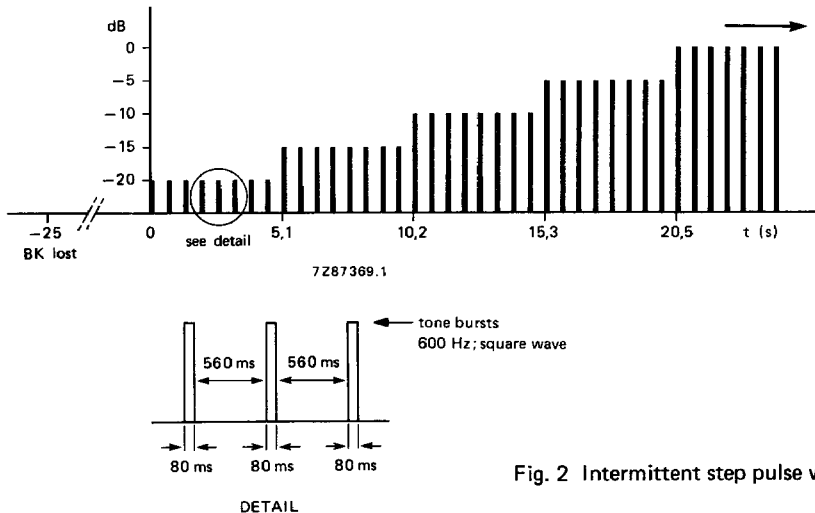 dB
0
−5
−10
−15
−20
−25
BK lost
0
see detail
5,1
10,2
15,3
20,5
t (s)
7Z87369.1
tone bursts
600 Hz; square wave
560 ms
560 ms
80 ms
80 ms
80 ms
DETAIL
Fig. 2 Intermittent step pulse